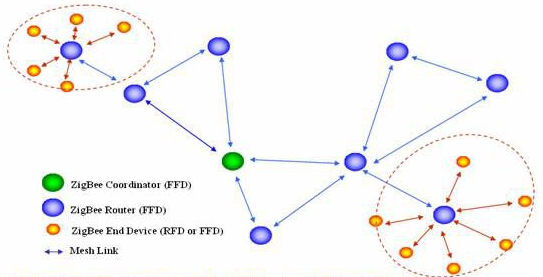 ZigBee Coordinator (FFD)
ZigBee Router (FFD)
ZigBee End Device (RFD or FFD)
Mesh Link